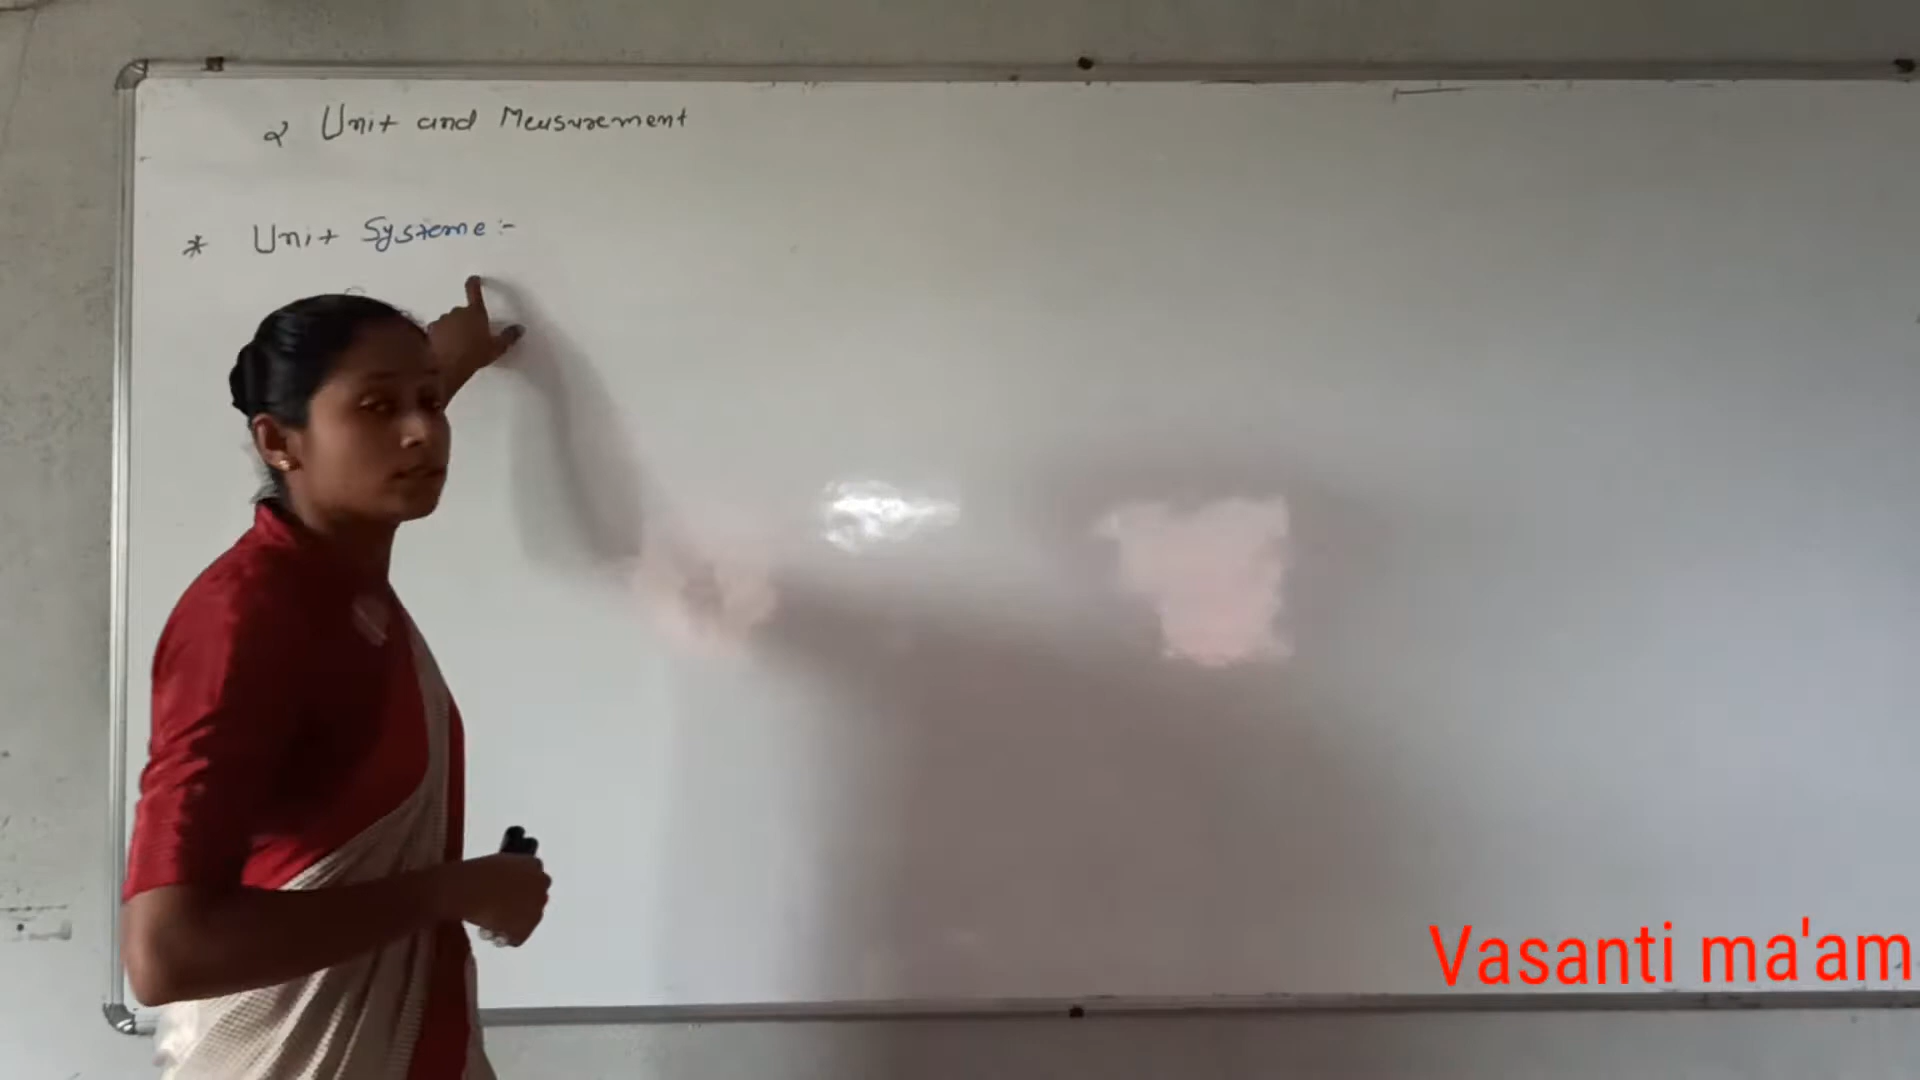 2 Unit and Measurement
* Unit Systeme:-
Vasanti ma'am